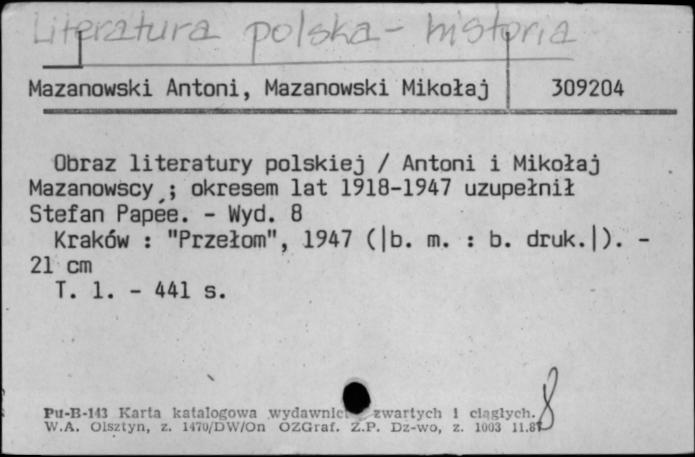 Literatura polska - historia
Mazanowski Antoni, Mazanowski Mikołaj 309204
Obraz literatury polskiej / Antoni i Mikołaj
Mazanowscy ; okresem lat 1918-1947 uzupełnił
Stefan Papée. - Wyd. 8
Kraków : "Przełom", 1947 (|b. m. : b. druk.|). -
21 cm
T. 1. - 441 s.
8
Pu-B-143 Karta katalogowa wydawnict zwartych i ciągłych.
W.A. Olsztyn, z. 1470/DW/On OZGraf. Z.P. Dz-wo, z. 1003 11.87